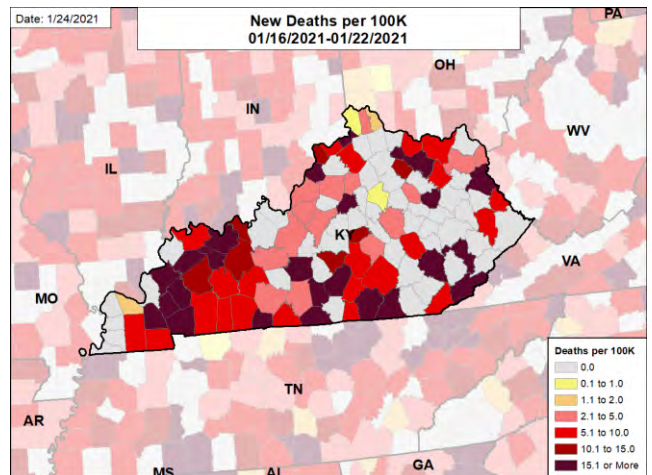 Date: 1/24/2021
New Deaths per 100K
01/16/2021-01/22/2021
PA
OH
IN
WV
IL
KY
VA
MO
TN
AR
MS
AL
GA
Deaths per 100K
0.0
0.1 to 1.0
1.1 to 2.0
2.1 to 5.0
5.1 to 10.0
10.1 to 15.0
15.1 or More